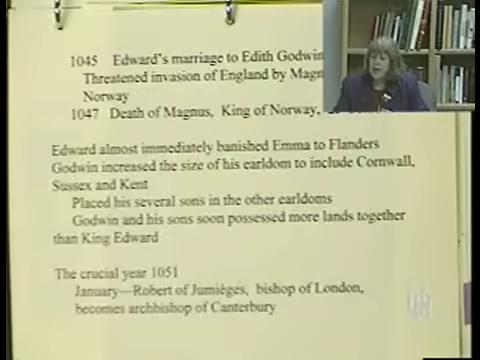 1045 Edward's marriage to Edith Godwin
Threatened invasion of England by Magn
Norway
1047 Death of Magnus, King of Norway,
Edward almost immediately banished Emma to Flanders
Godwin increased the size of his earldom to include Cornwall,
Sussex and Kent
Placed his several sons in the other earldoms
Godwin and his sons soon possessed more lands together
than King Edward
The crucial year 1051
January—Robert of Jumièges, bishop of London,
becomes archbishop of Canterbury